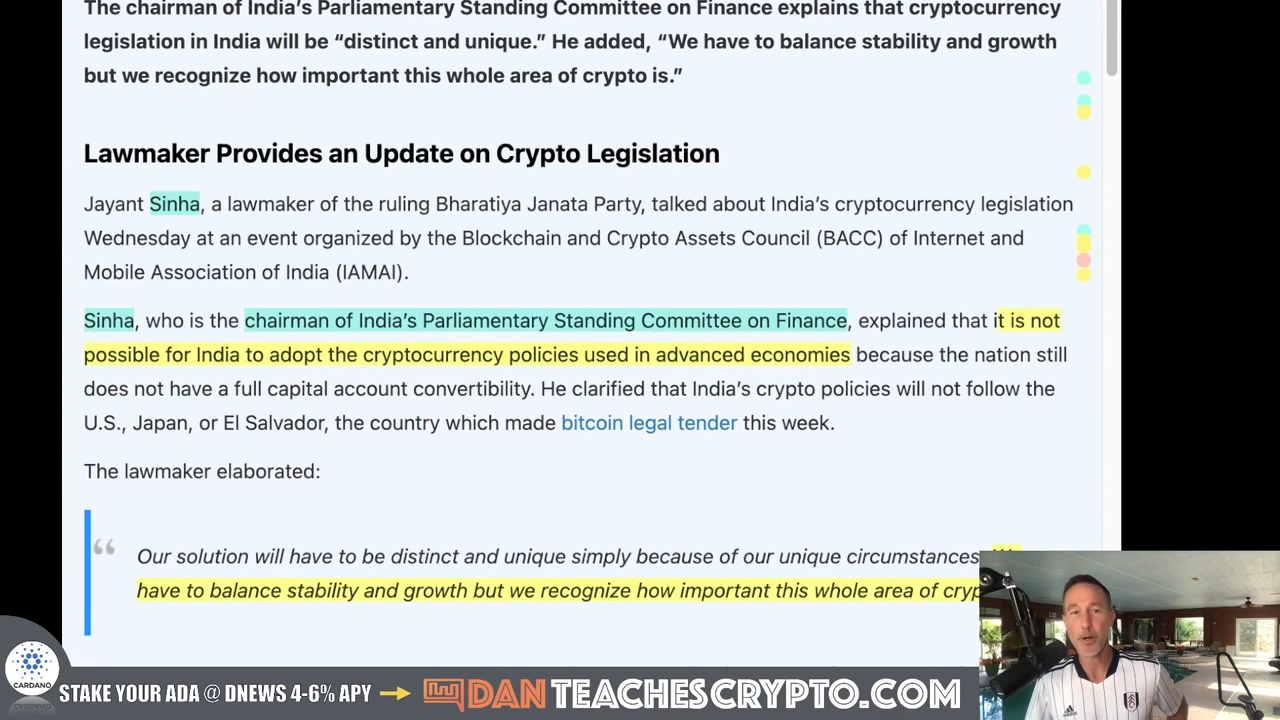 The chairman of India’s Parliamentary Standing Committee on Finance explains that cryptocurrency
legislation in India will be “distinct and unique.” He added, “We have to balance stability and growth
but we recognize how important this whole area of crypto is.”
Lawmaker Provides an Update on Crypto Legislation
Jayant Sinha, a lawmaker of the ruling Bharatiya Janata Party, talked about India’s cryptocurrency legislation
Wednesday at an event organized by the Blockchain and Crypto Assets Council (BACC) of Internet and
Mobile Association of India (IAMAI).
Sinha, who is the chairman of India’s Parliamentary Standing Committee on Finance, explained that it is not
possible for India to adopt the cryptocurrency policies used in advanced economies because the nation still
does not have a full capital account convertibility. He clarified that India’s crypto policies will not follow the
U.S., Japan, or El Salvador, the country which made bitcoin legal tender this week.
The lawmaker elaborated:
“
Our solution will have to be distinct and unique simply because of our unique circumstances.
have to balance stability and growth but we recognize how important this whole area of
CARDANO
STAKE YOUR ADA @ DNEWS 4-6% APY
DANTEACHESCRYPTO.COM
adidas